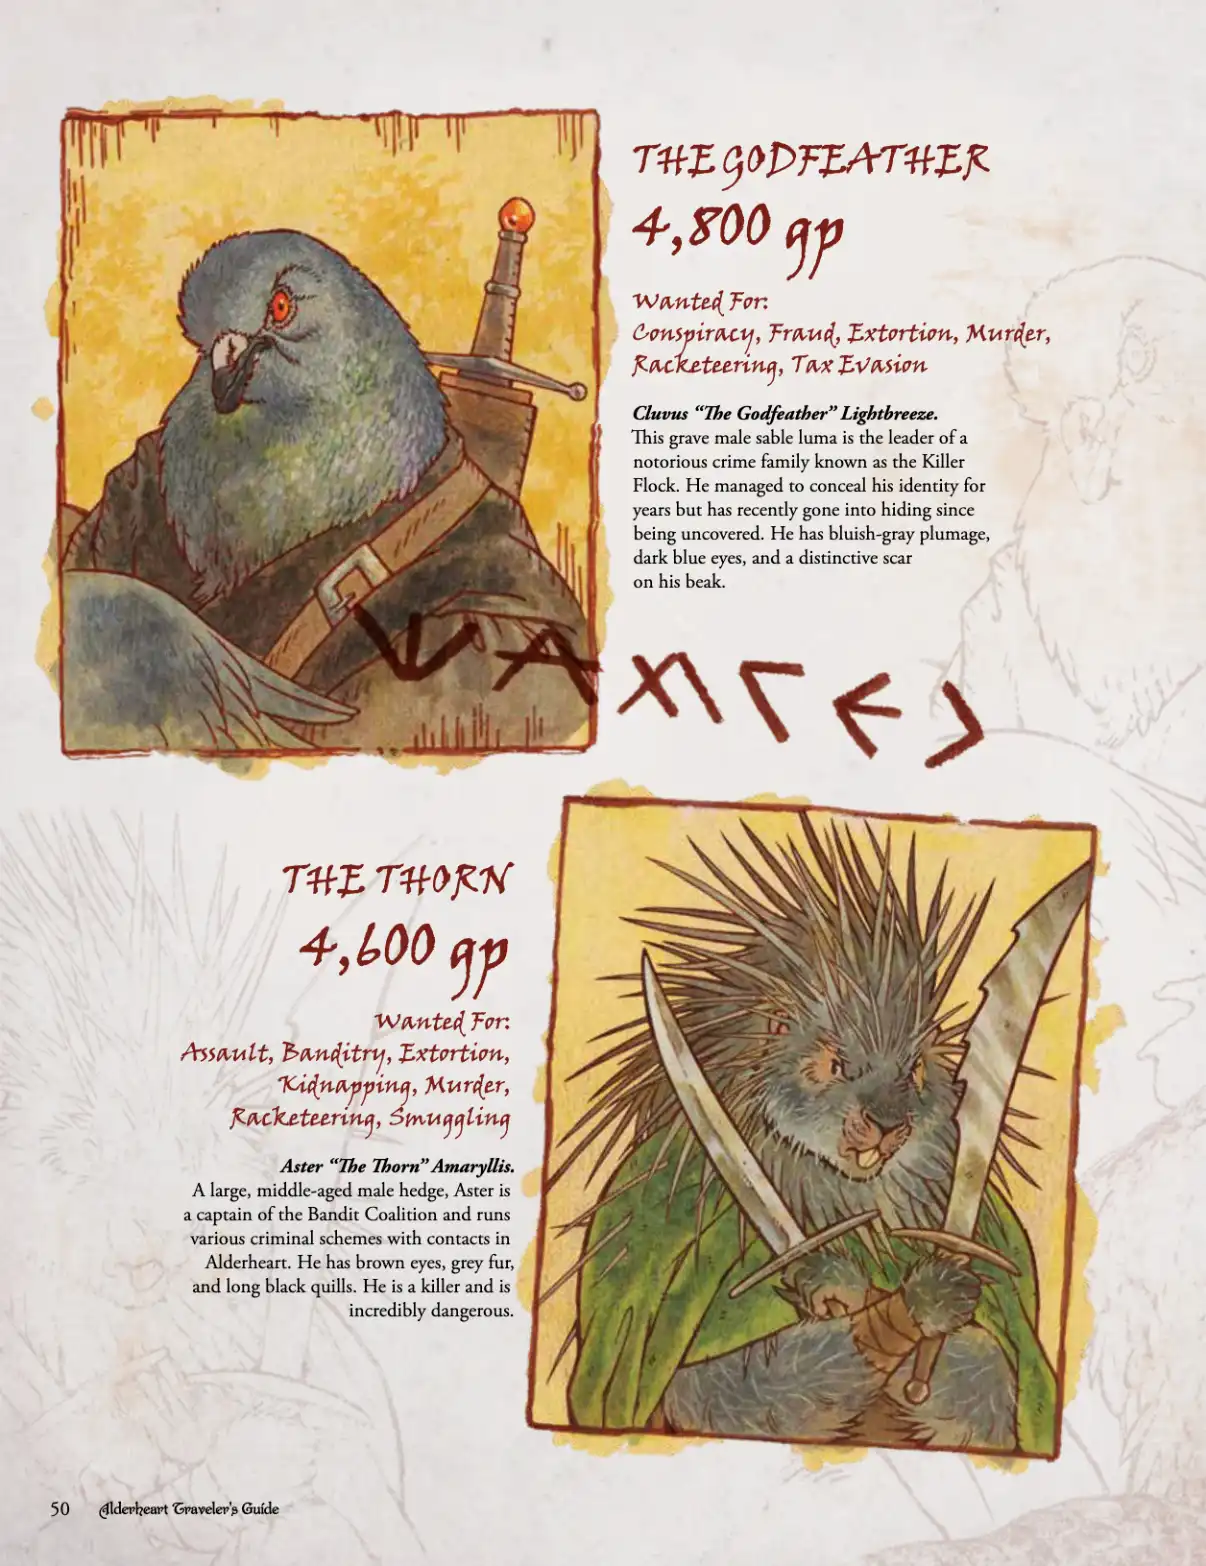 THE GODFEATHER
4,800 gp
Wanted For:
Conspiracy, Fraud, Extortion, Murder,
Racketeering, Tax Evasion
Cluvus “The Godfeather” Lightbreeze.
This grave male sable luma is the leader of a
notorious crime family known as the Killer
Flock. He managed to conceal his identity for
years but has recently gone into hiding since
being uncovered. He has bluish-gray plumage,
dark blue eyes, and a distinctive scar
on his beak.
WANTED
THE THORN
4,600 gp
Wanted For:
Assault, Banditry, Extortion,
Kidnapping, Murder,
Racketeering, Smuggling
Aster “The Thorn” Amaryllis.
A large, middle-aged male hedge, Aster is
a captain of the Bandit Coalition and runs
various criminal schemes with contacts in
Alderheart. He has brown eyes, grey fur,
and long black quills. He is a killer and is
incredibly dangerous.
50 Alderheart Traveler's Guide